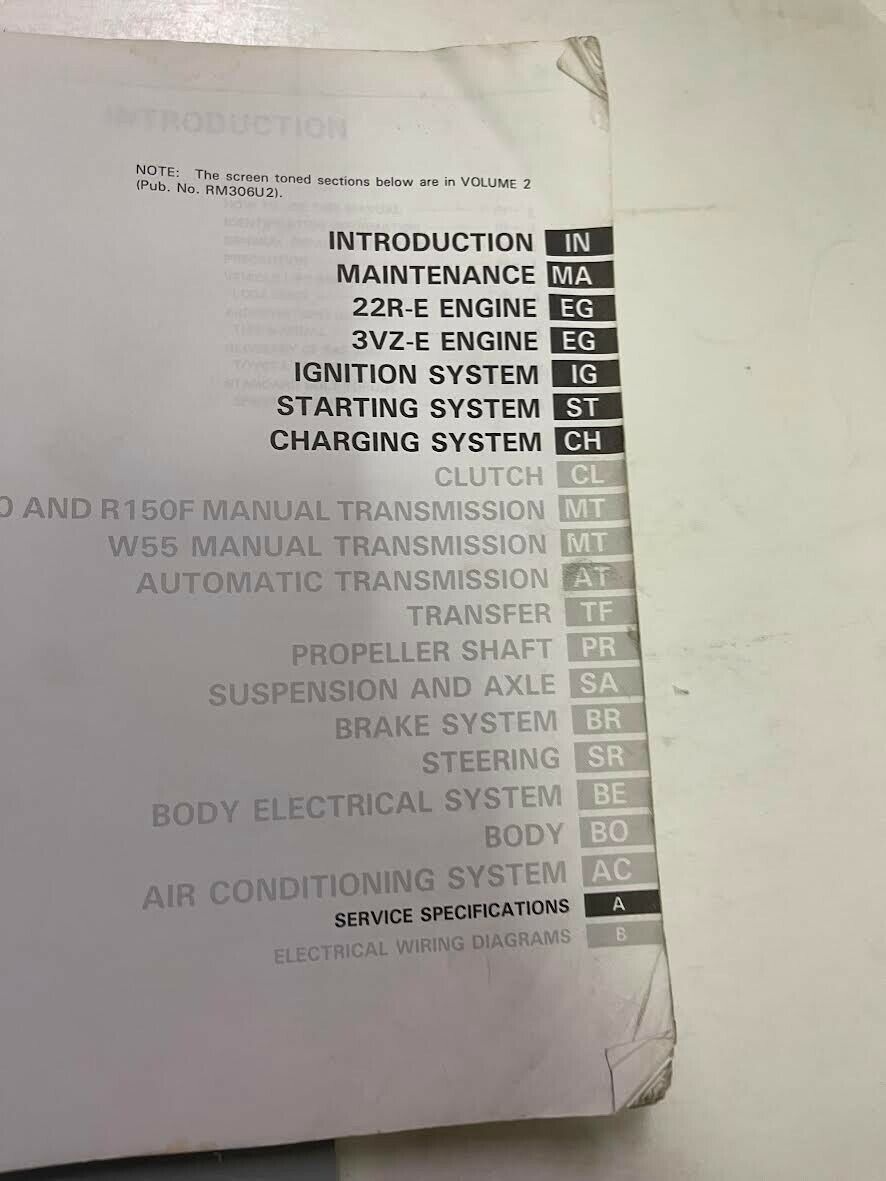 INTRODUCTION
NOTE: The screen toned sections below are in VOLUME 2
(Pub. No. RM306U2).
INTRODUCTION IN
MAINTENANCE MA
22R-E ENGINE EG
3VZ-E ENGINE EG
IGNITION SYSTEM IG
STARTING SYSTEM ST
CHARGING SYSTEM CH
CLUTCH CL
AND R150F MANUAL TRANSMISSION MT
W55 MANUAL TRANSMISSION MT
AUTOMATIC TRANSMISSION AT
TRANSFER TF
PROPELLER SHAFT PR
SUSPENSION AND AXLE SA
BRAKE SYSTEM BR
STEERING SR
BODY ELECTRICAL SYSTEM BE
BODY BO
AIR CONDITIONING SYSTEM AC
SERVICE SPECIFICATIONS A
ELECTRICAL WIRING DIAGRAMS B